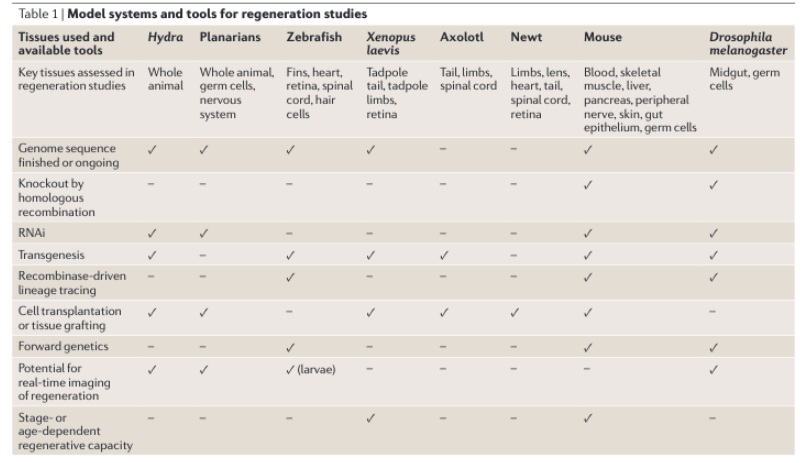 Table 1 | Model systems and tools for regeneration studies
Tissues used and available tools | Hydra | Planarians | Zebrafish | Xenopus laevis | Axolotl | Newt | Mouse | Drosophila melanogaster
Key tissues assessed in regeneration studies | Whole animal | Whole animal, germ cells, nervous system | Fins, heart, retina, spinal cord, hair cells | Tadpole tail, tadpole limbs, retina | Tail, limbs, spinal cord | Limbs, lens, heart, tail, spinal cord, retina | Blood, skeletal muscle, liver, pancreas, peripheral nerve, skin, gut epithelium, germ cells | Midgut, germ cells
Genome sequence finished or ongoing | ✓ | ✓ | ✓ | ✓ | – | – | ✓ | ✓
Knockout by homologous recombination | – | – | – | – | – | – | ✓ | ✓
RNAi | ✓ | ✓ | – | – | – | – | ✓ | ✓
Transgenesis | ✓ | – | ✓ | ✓ | ✓ | – | ✓ | ✓
Recombinase-driven lineage tracing | – | – | ✓ | – | – | – | ✓ | ✓
Cell transplantation or tissue grafting | ✓ | ✓ | – | ✓ | ✓ | ✓ | ✓ | –
Forward genetics | – | – | ✓ | – | – | – | ✓ | ✓
Potential for real-time imaging of regeneration | ✓ | ✓ | ✓ (larvae) | – | – | – | – | ✓
Stage- or age-dependent regenerative capacity | – | – | – | ✓ | – | – | ✓ | –